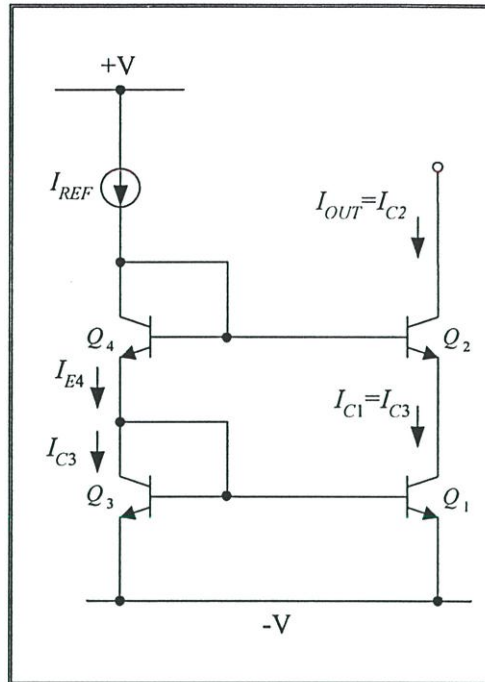 +V
I_REF
I_OUT=I_C2
Q_4
Q_2
I_E4
I_C1=I_C3
I_C3
Q_3
Q_1
-V